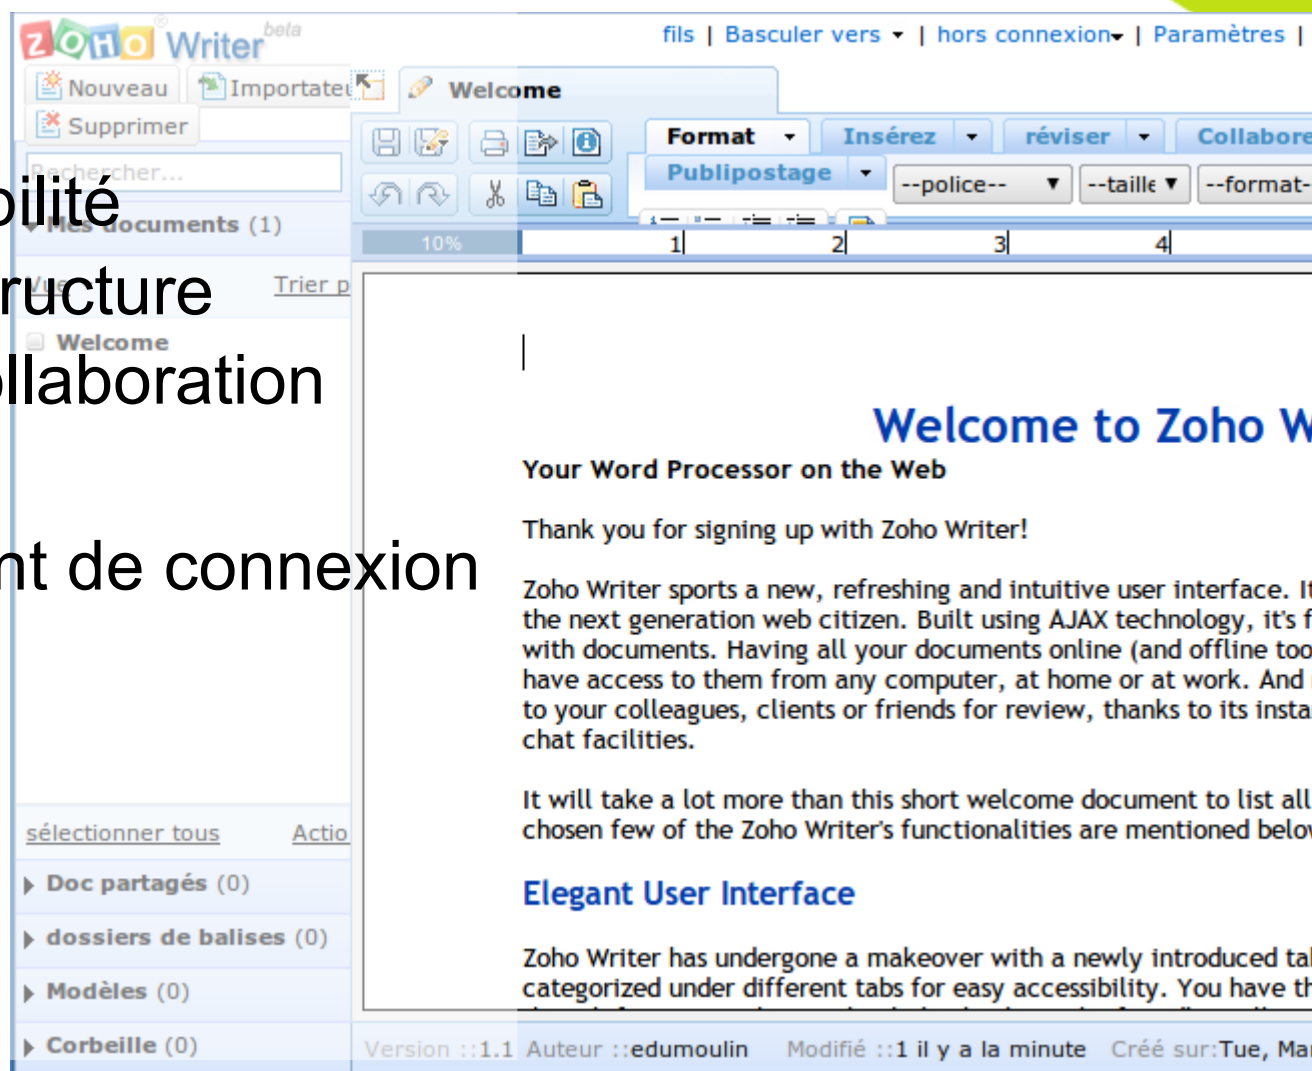 ZOHO® Writer beta
fils | Basculer vers | hors connexion | Paramètres |
Nouveau Importateu
Supprimer
Rechercher...
Mes documents (1)
Vue Trier p
Welcome
sélectionner tous Actio
Doc partagés (0)
dossiers de balises (0)
Modèles (0)
Corbeille (0)
bilité
ructure
ollaboration
nt de connexion
Welcome
Format Insérez réviser Collabore
Publipostage --police-- --taille --format-
10% 1 2 3 4
Welcome to Zoho W
Your Word Processor on the Web
Thank you for signing up with Zoho Writer!
Zoho Writer sports a new, refreshing and intuitive user interface. It
the next generation web citizen. Built using AJAX technology, it's f
with documents. Having all your documents online (and offline too
have access to them from any computer, at home or at work. And
to your colleagues, clients or friends for review, thanks to its insta
chat facilities.
It will take a lot more than this short welcome document to list all
chosen few of the Zoho Writer's functionalities are mentioned belo
Elegant User Interface
Zoho Writer has undergone a makeover with a newly introduced ta
categorized under different tabs for easy accessibility. You have th
Version ::1.1 Auteur ::edumoulin Modifié ::1 il y a la minute Créé sur:Tue, Mar